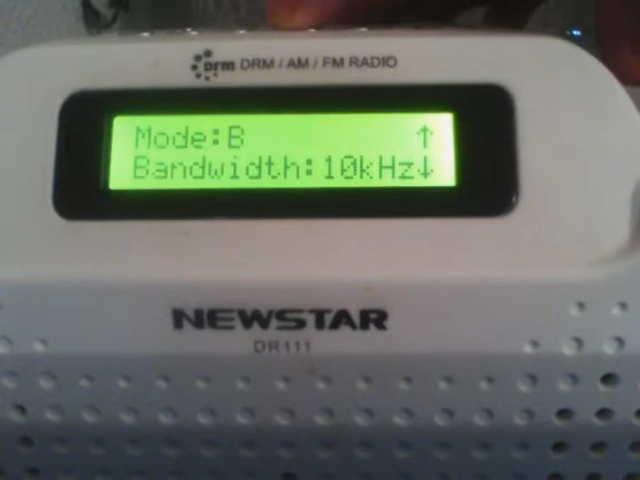 DRM DRM / AM / FM RADIO
Mode:B ↑
Bandwidth:10kHz↓
NEWSTAR
DR111